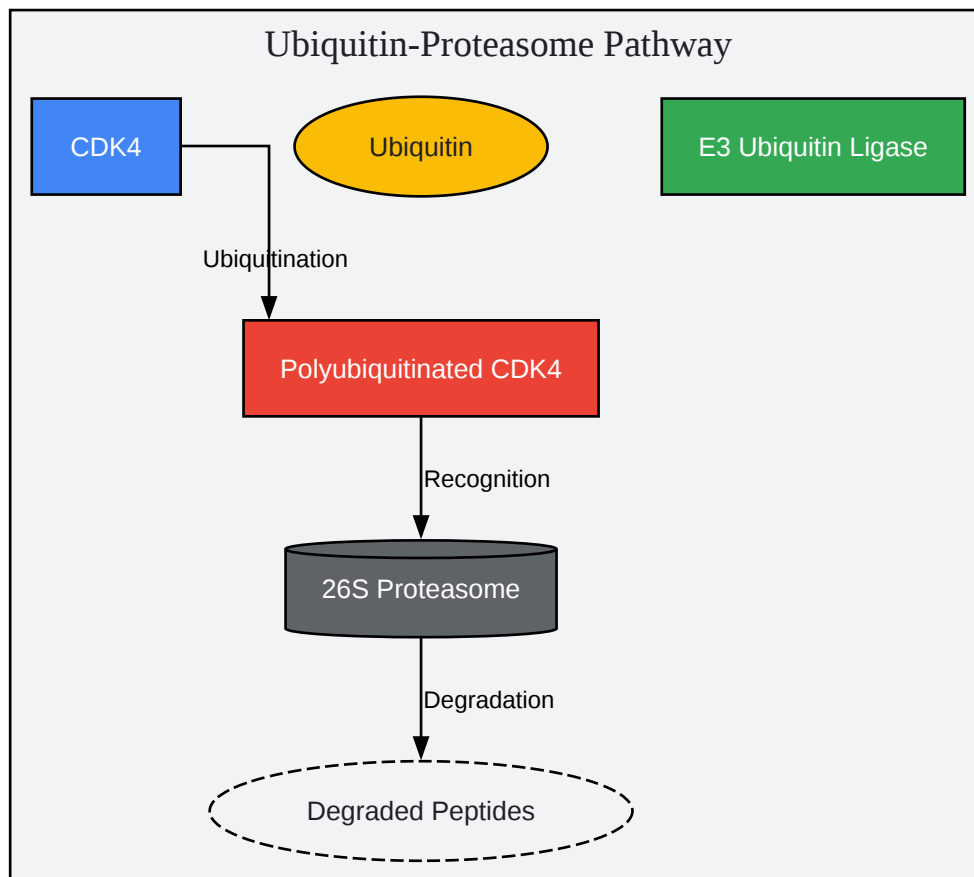 Ubiquitin-Proteasome Pathway
CDK4
Ubiquitin
E3 Ubiquitin Ligase
Ubiquitination
Polyubiquitinated CDK4
Recognition
26S Proteasome
Degradation
Degraded Peptides